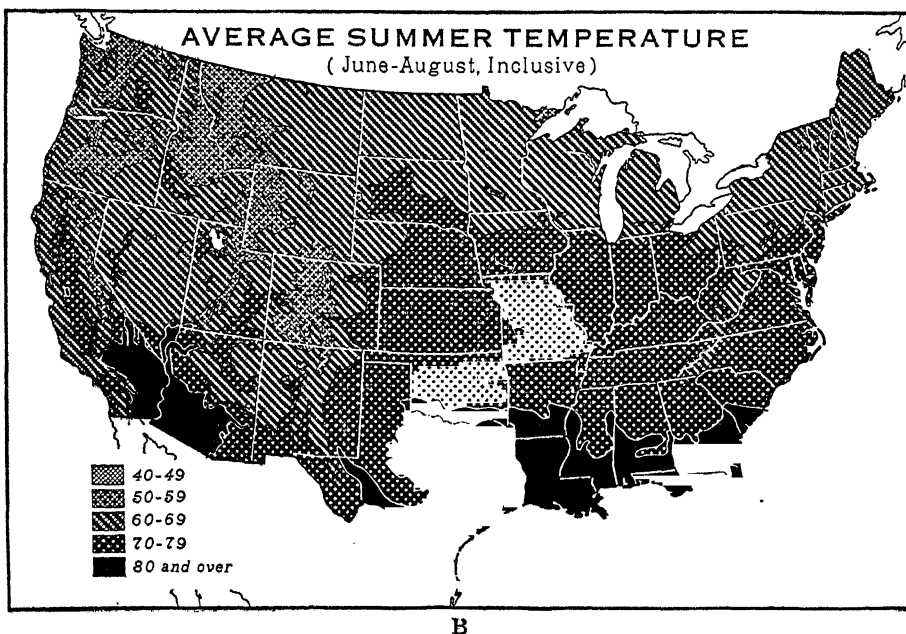 AVERAGE SUMMER TEMPERATURE
(June-August, Inclusive)
40-49
50-59
60-69
70-79
80 and over
B